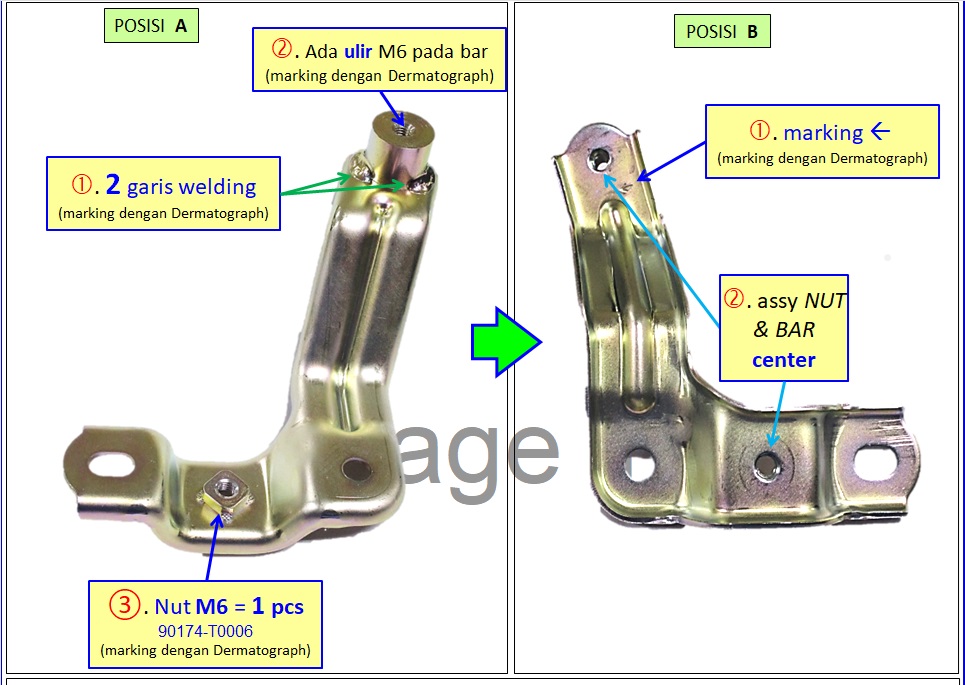 POSISI A
②. Ada ulir M6 pada bar
(marking dengan Dermatograph)
①. 2 garis welding
(marking dengan Dermatograph)
③. Nut M6 = 1 pcs
90174-T0006
(marking dengan Dermatograph)
age
POSISI B
①. marking ←
(marking dengan Dermatograph)
②. assy NUT
& BAR
center